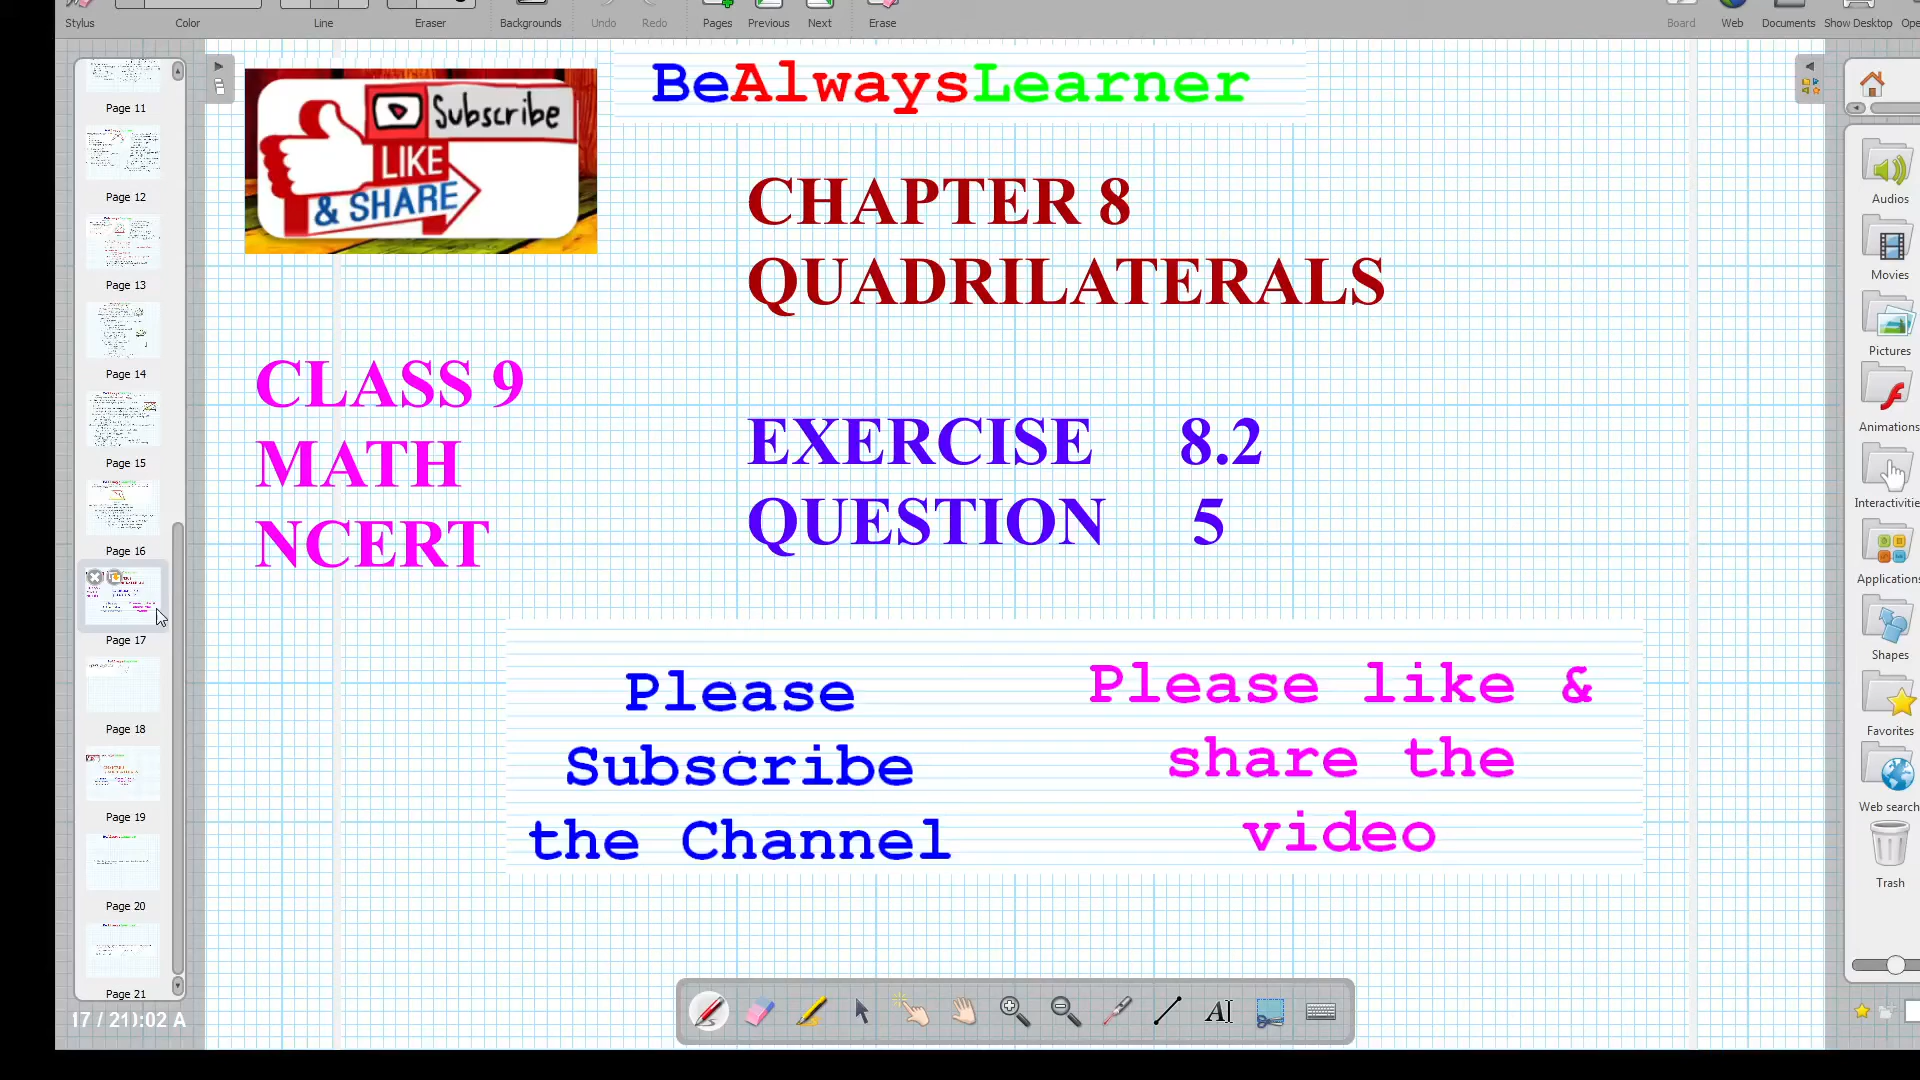 Stylus Color Line Eraser Backgrounds Undo Redo Pages Previous Next Erase Board Web Documents Show Desktop
BeAlwaysLearner
Subscribe
LIKE
& SHARE
CHAPTER 8
QUADRILATERALS
CLASS 9
MATH
NCERT
EXERCISE 8.2
QUESTION 5
Please
Subscribe
the Channel
Please like &
share the
video
Page 11
Page 12
Page 13
Page 14
Page 15
Page 16
Page 17
Page 18
Page 19
Page 20
Page 21
Audios
Movies
Pictures
Animations
Interactivitie
Applications
Shapes
Favorites
Web search
Trash